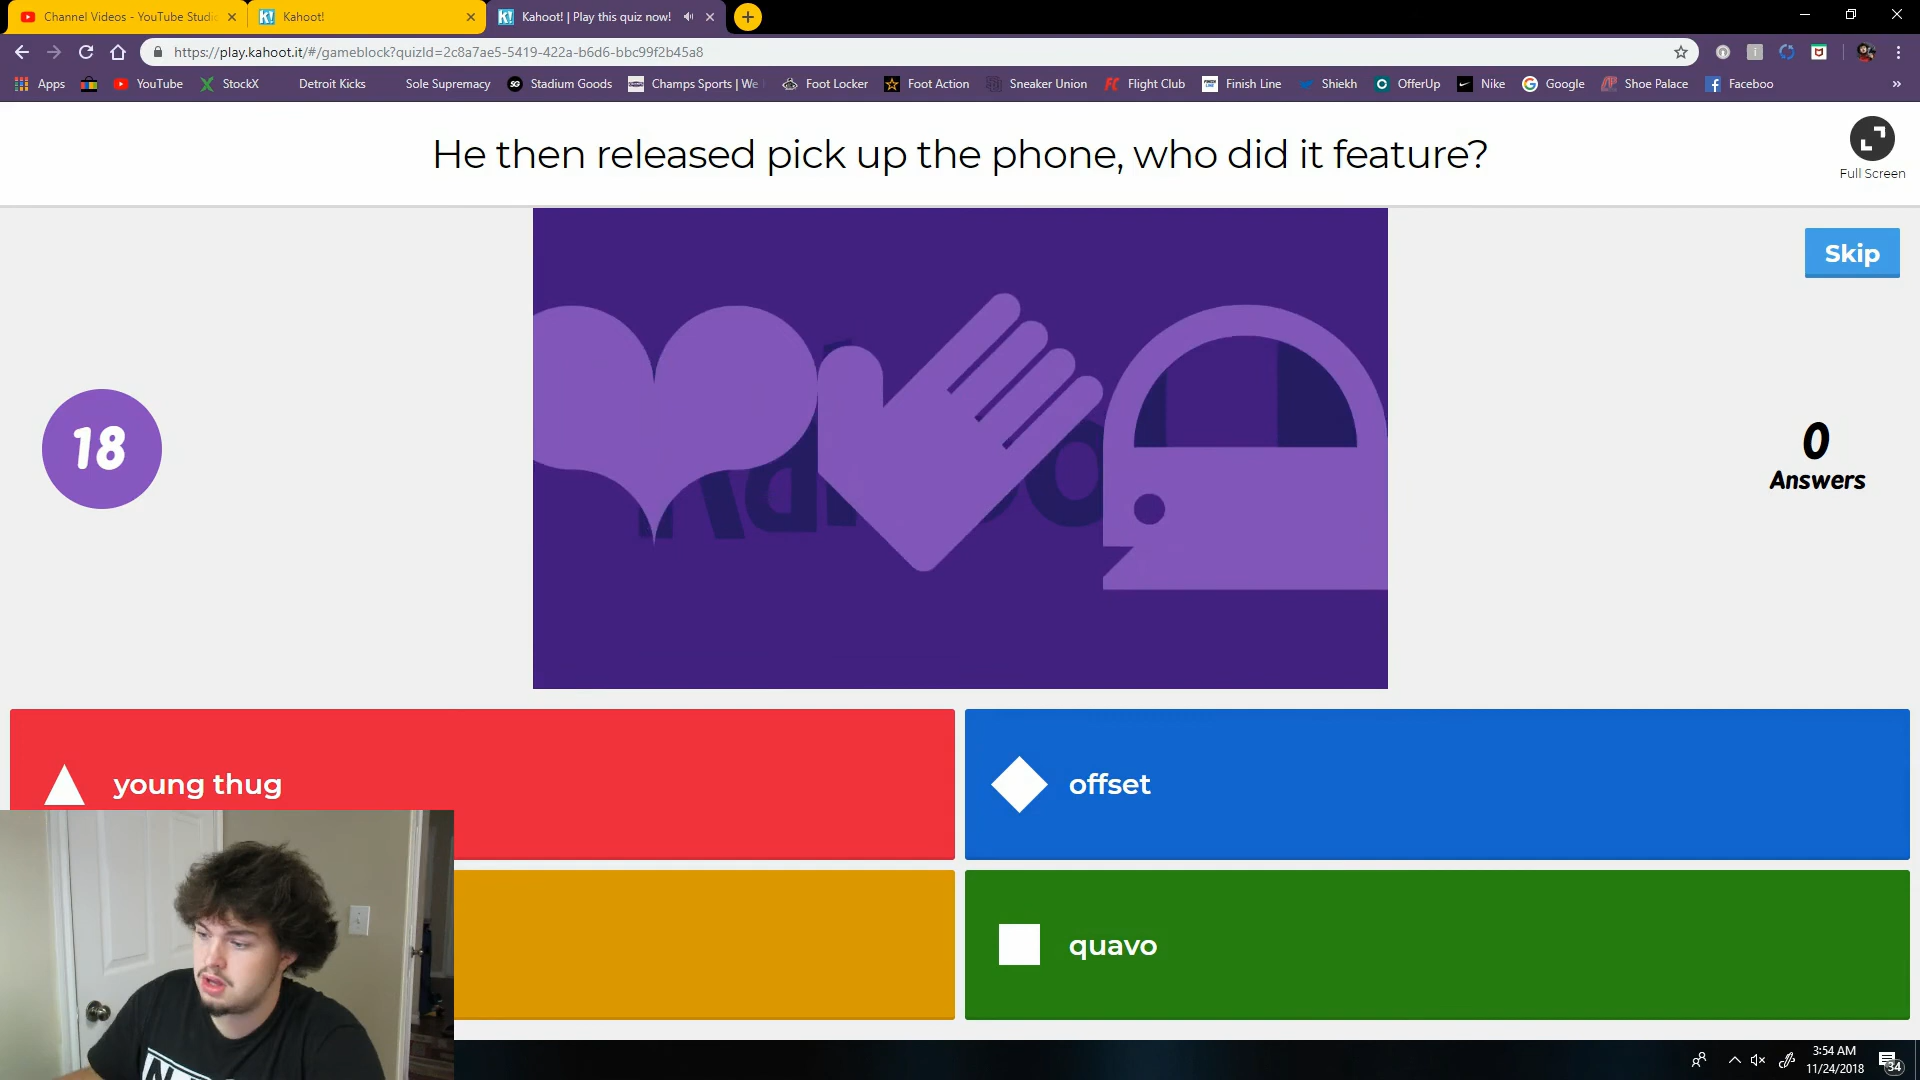 Channel Videos - YouTube Studi
Kahoot!
Kahoot! | Play this quiz now!
https://play.kahoot.it/#/gameblock?quizId=2c8a7ae5-5419-422a-b6d6-bbc99f2b45a8
Apps YouTube StockX Detroit Kicks Sole Supremacy Stadium Goods Champs Sports | We Foot Locker Foot Action Sneaker Union Flight Club Finish Line Shiekh OfferUp Nike Google Shoe Palace Faceboo
He then released pick up the phone, who did it feature?
Full Screen
Skip
18
0
Answers
young thug
offset
quavo
3:54 AM
11/24/2018
34